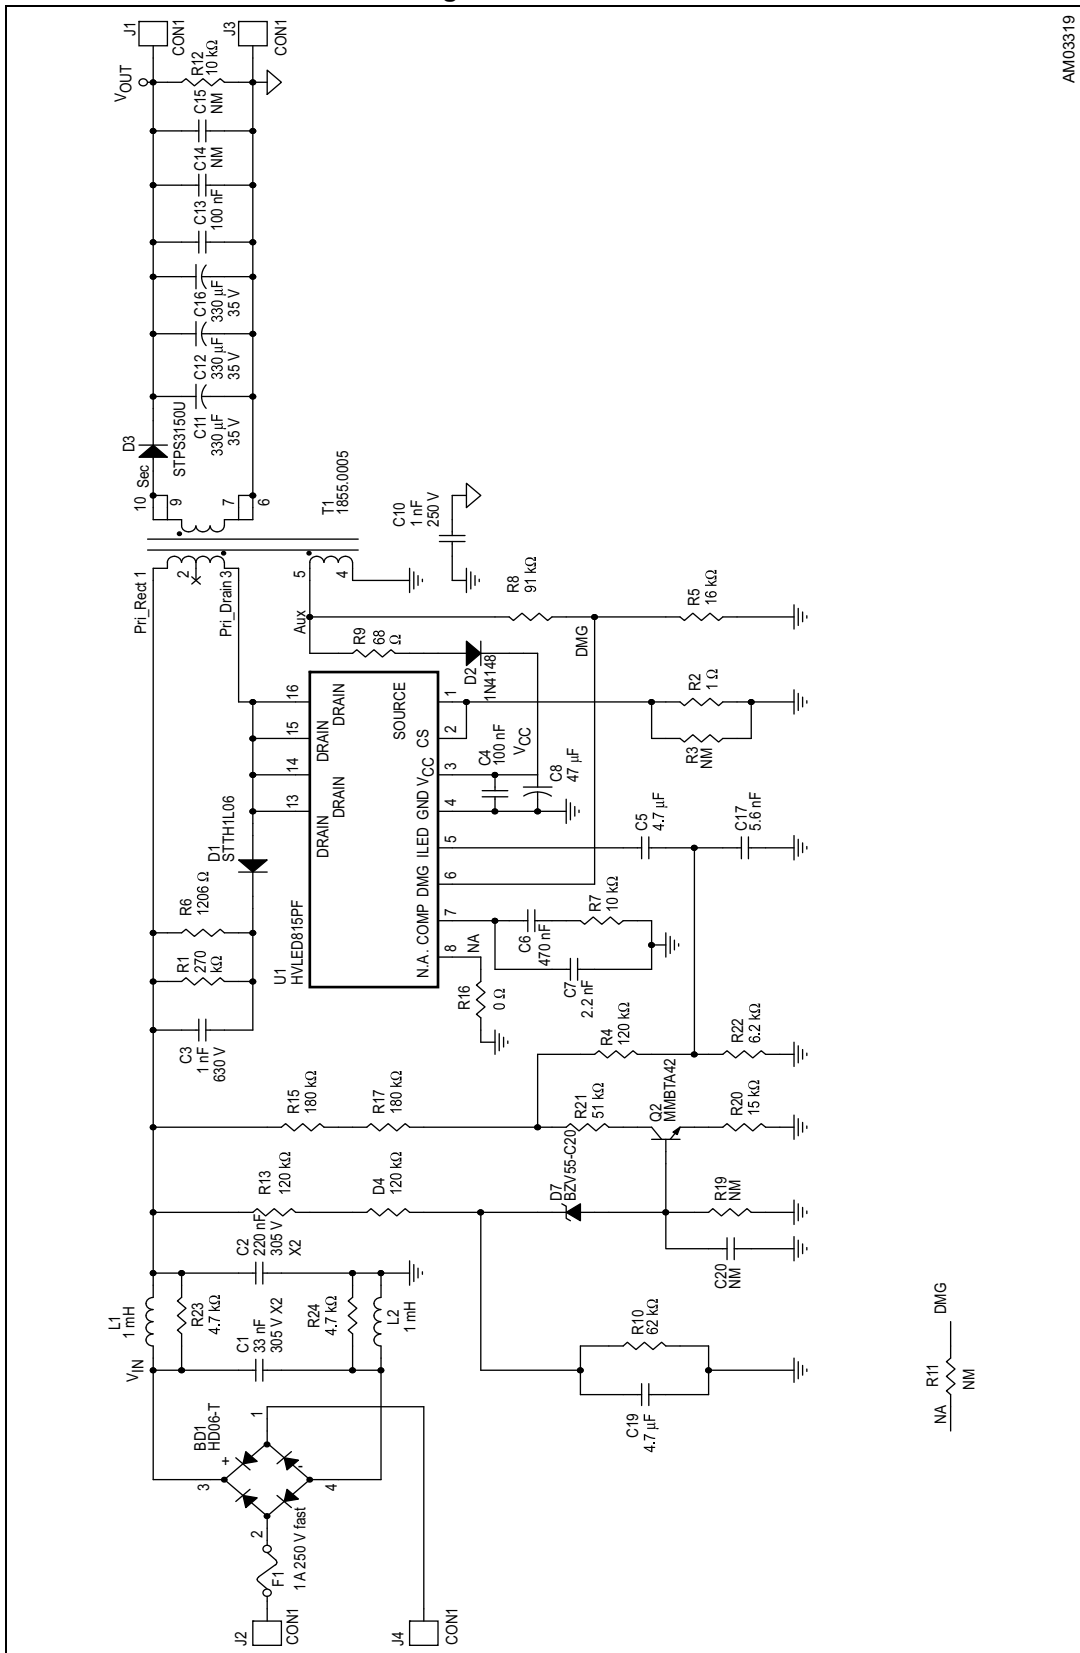 AM03319
J2
CON1
J4
CON1
F1
1 A 250 V fast
2
3
1
4
+
-
BD1
HD06-T
VIN
L1
1 mH
R23
4.7 kΩ
C1
33 nF
305 V X2
R24
4.7 kΩ
L2
1 mH
C2
220 nF
305 V
X2
C19
4.7 µF
R10
62 kΩ
R13
120 kΩ
D4
120 kΩ
D7
BZV55-C20
C20
NM
R19
NM
R15
180 kΩ
R17
180 kΩ
R21
51 kΩ
Q2
MMBTA42
R20
15 kΩ
R4
120 kΩ
R22
6.2 kΩ
C3
1 nF
630 V
R1
270
kΩ
R6
1206 Ω
D1
STTH1L06
U1
HVLED815PF
13
14
15
16
DRAIN
DRAIN
DRAIN
DRAIN
N.A.
COMP
DMG
ILED
GND
VCC
CS
SOURCE
8
7
6
5
4
3
2
1
NA
R16
0 Ω
C6
470 nF
R7
10 kΩ
C7
2.2 nF
C5
4.7 µF
C17
5.6 nF
C4
100 nF
VCC
C8
47 µF
R3
NM
R2
1 Ω
R9
68
Ω
D2
1N4148
DMG
R8
91 kΩ
R5
16 kΩ
Aux
Pri_Rect
1
2
Pri_Drain
3
5
4
T1
1855.0005
C10
1 nF
250 V
10
Sec
9
7
6
D3
STPS3150U
C11
330 µF
35 V
C12
330 µF
35 V
C16
330 µF
35 V
C13
100 nF
C14
NM
C15
NM
R12
10 kΩ
VOUT
J1
CON1
J3
CON1
NA
R11
NM
DMG